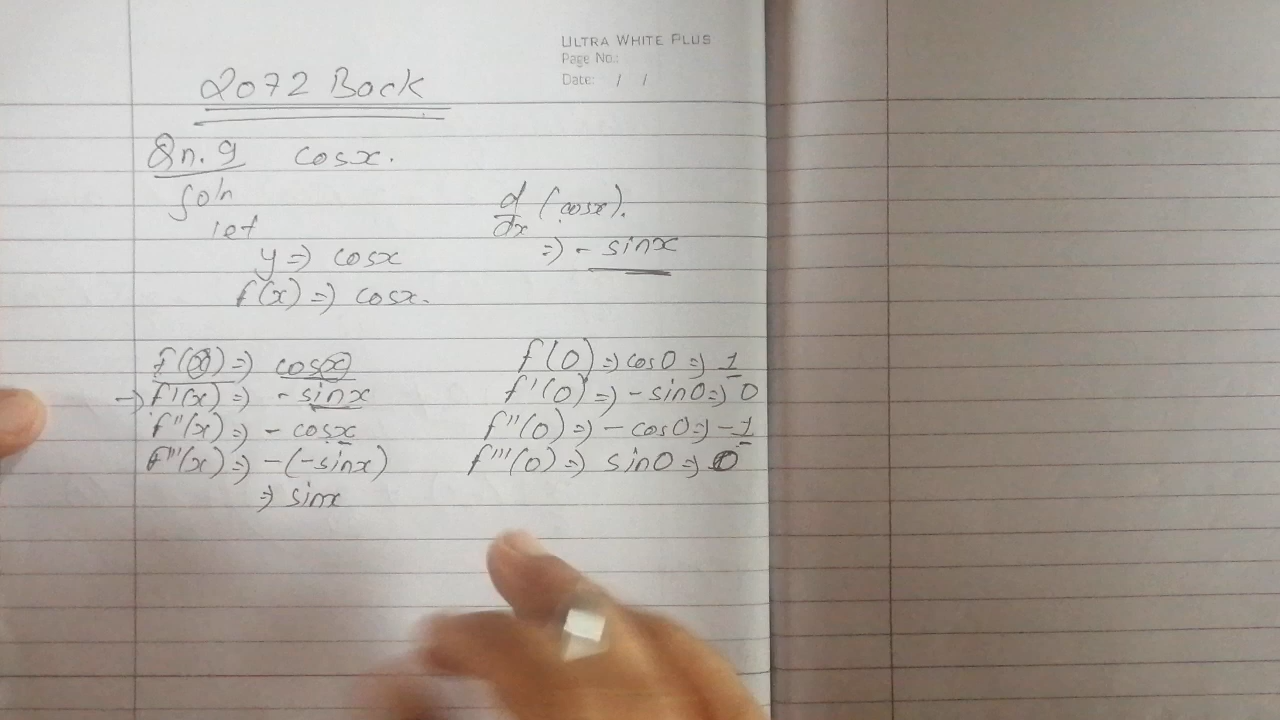 ULTRA WHITE PLUS
Page No.:
Date: / /
2072 Back
Qn. 9 cosx.
Soln
let
y => cosx
f(x) => cosx.
d/dx (cosx).
=> - sinx
f(x) => cosx
-> f'(x) => - sinx
f''(x) => - cosx
f'''(x) => -(-sinx)
=> sinx
f(0) => cos0 => 1
f'(0) => - sin0 => 0
f''(0) => - cos0 => -1
f'''(0) => sin0 => 0